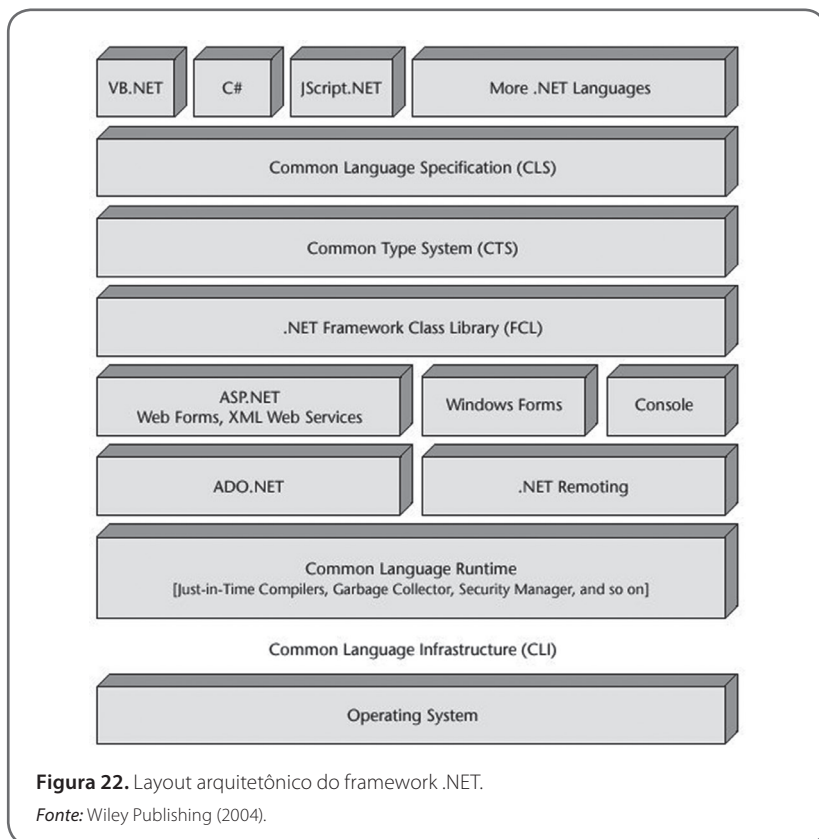 VB.NET
C#
JScript.NET
More .NET Languages
Common Language Specification (CLS)
Common Type System (CTS)
.NET Framework Class Library (FCL)
ASP.NET
Web Forms, XML Web Services
Windows Forms
Console
ADO.NET
.NET Remoting
Common Language Runtime
[Just-in-Time Compilers, Garbage Collector, Security Manager, and so on]
Common Language Infrastructure (CLI)
Operating System
Figura 22. Layout arquitetônico do framework .NET.
Fonte: Wiley Publishing (2004).